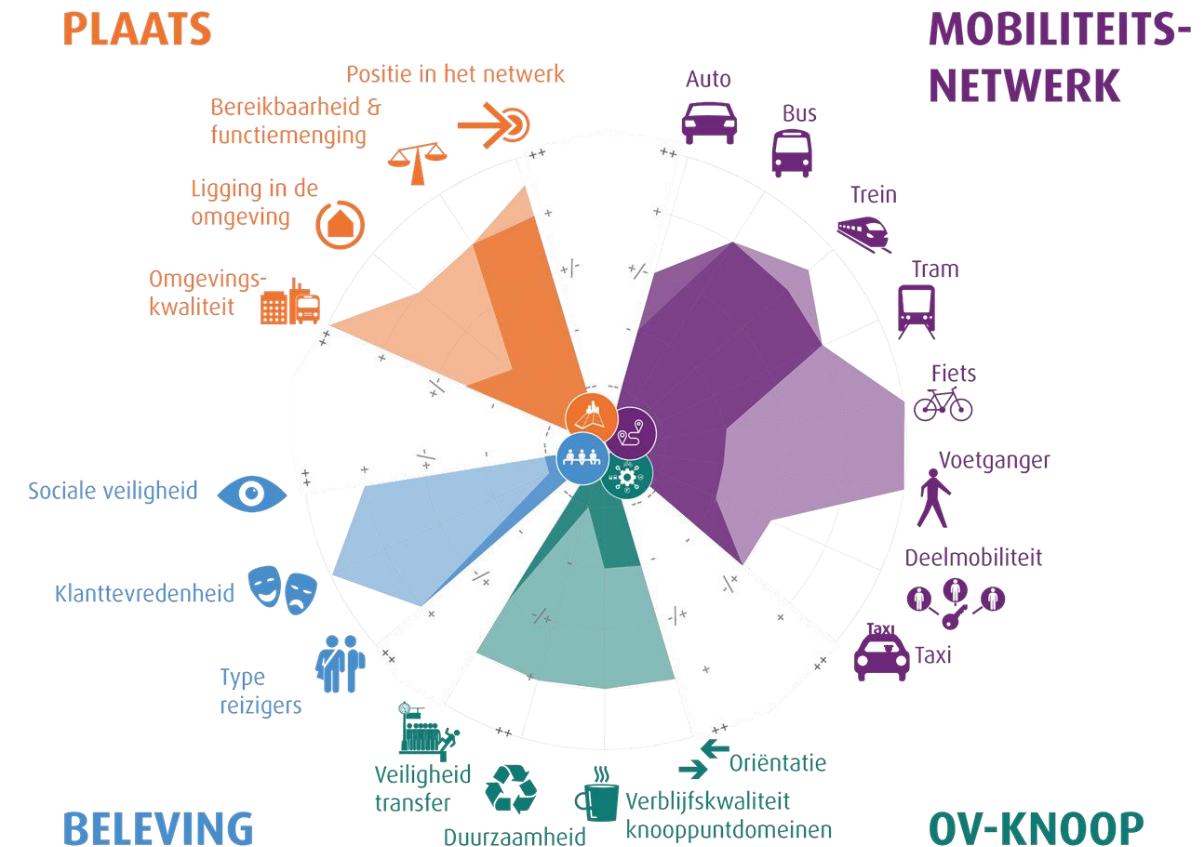 PLAATS
MOBILITEITS-
NETWERK
Positie in het netwerk
Bereikbaarheid &
functiemenging
Ligging in de
omgeving
Omgevings-
kwaliteit
Auto
Bus
Trein
Tram
Fiets
Voetganger
Deelmobiliteit
Taxi
Taxi
++
+
+/-
-
++
+
+/-
-
++
+
+/-
-
++
+
+/-
-
Sociale veiligheid
Klanttevredenheid
Type
reizigers
++
+
+/-
-
++
+
+/-
-
++
+
+/-
-
++
+
+/-
-
Veiligheid
transfer
Duurzaamheid
Verblijfskwaliteit
knooppuntdomeinen
Oriëntatie
BELEVING
OV-KNOOP